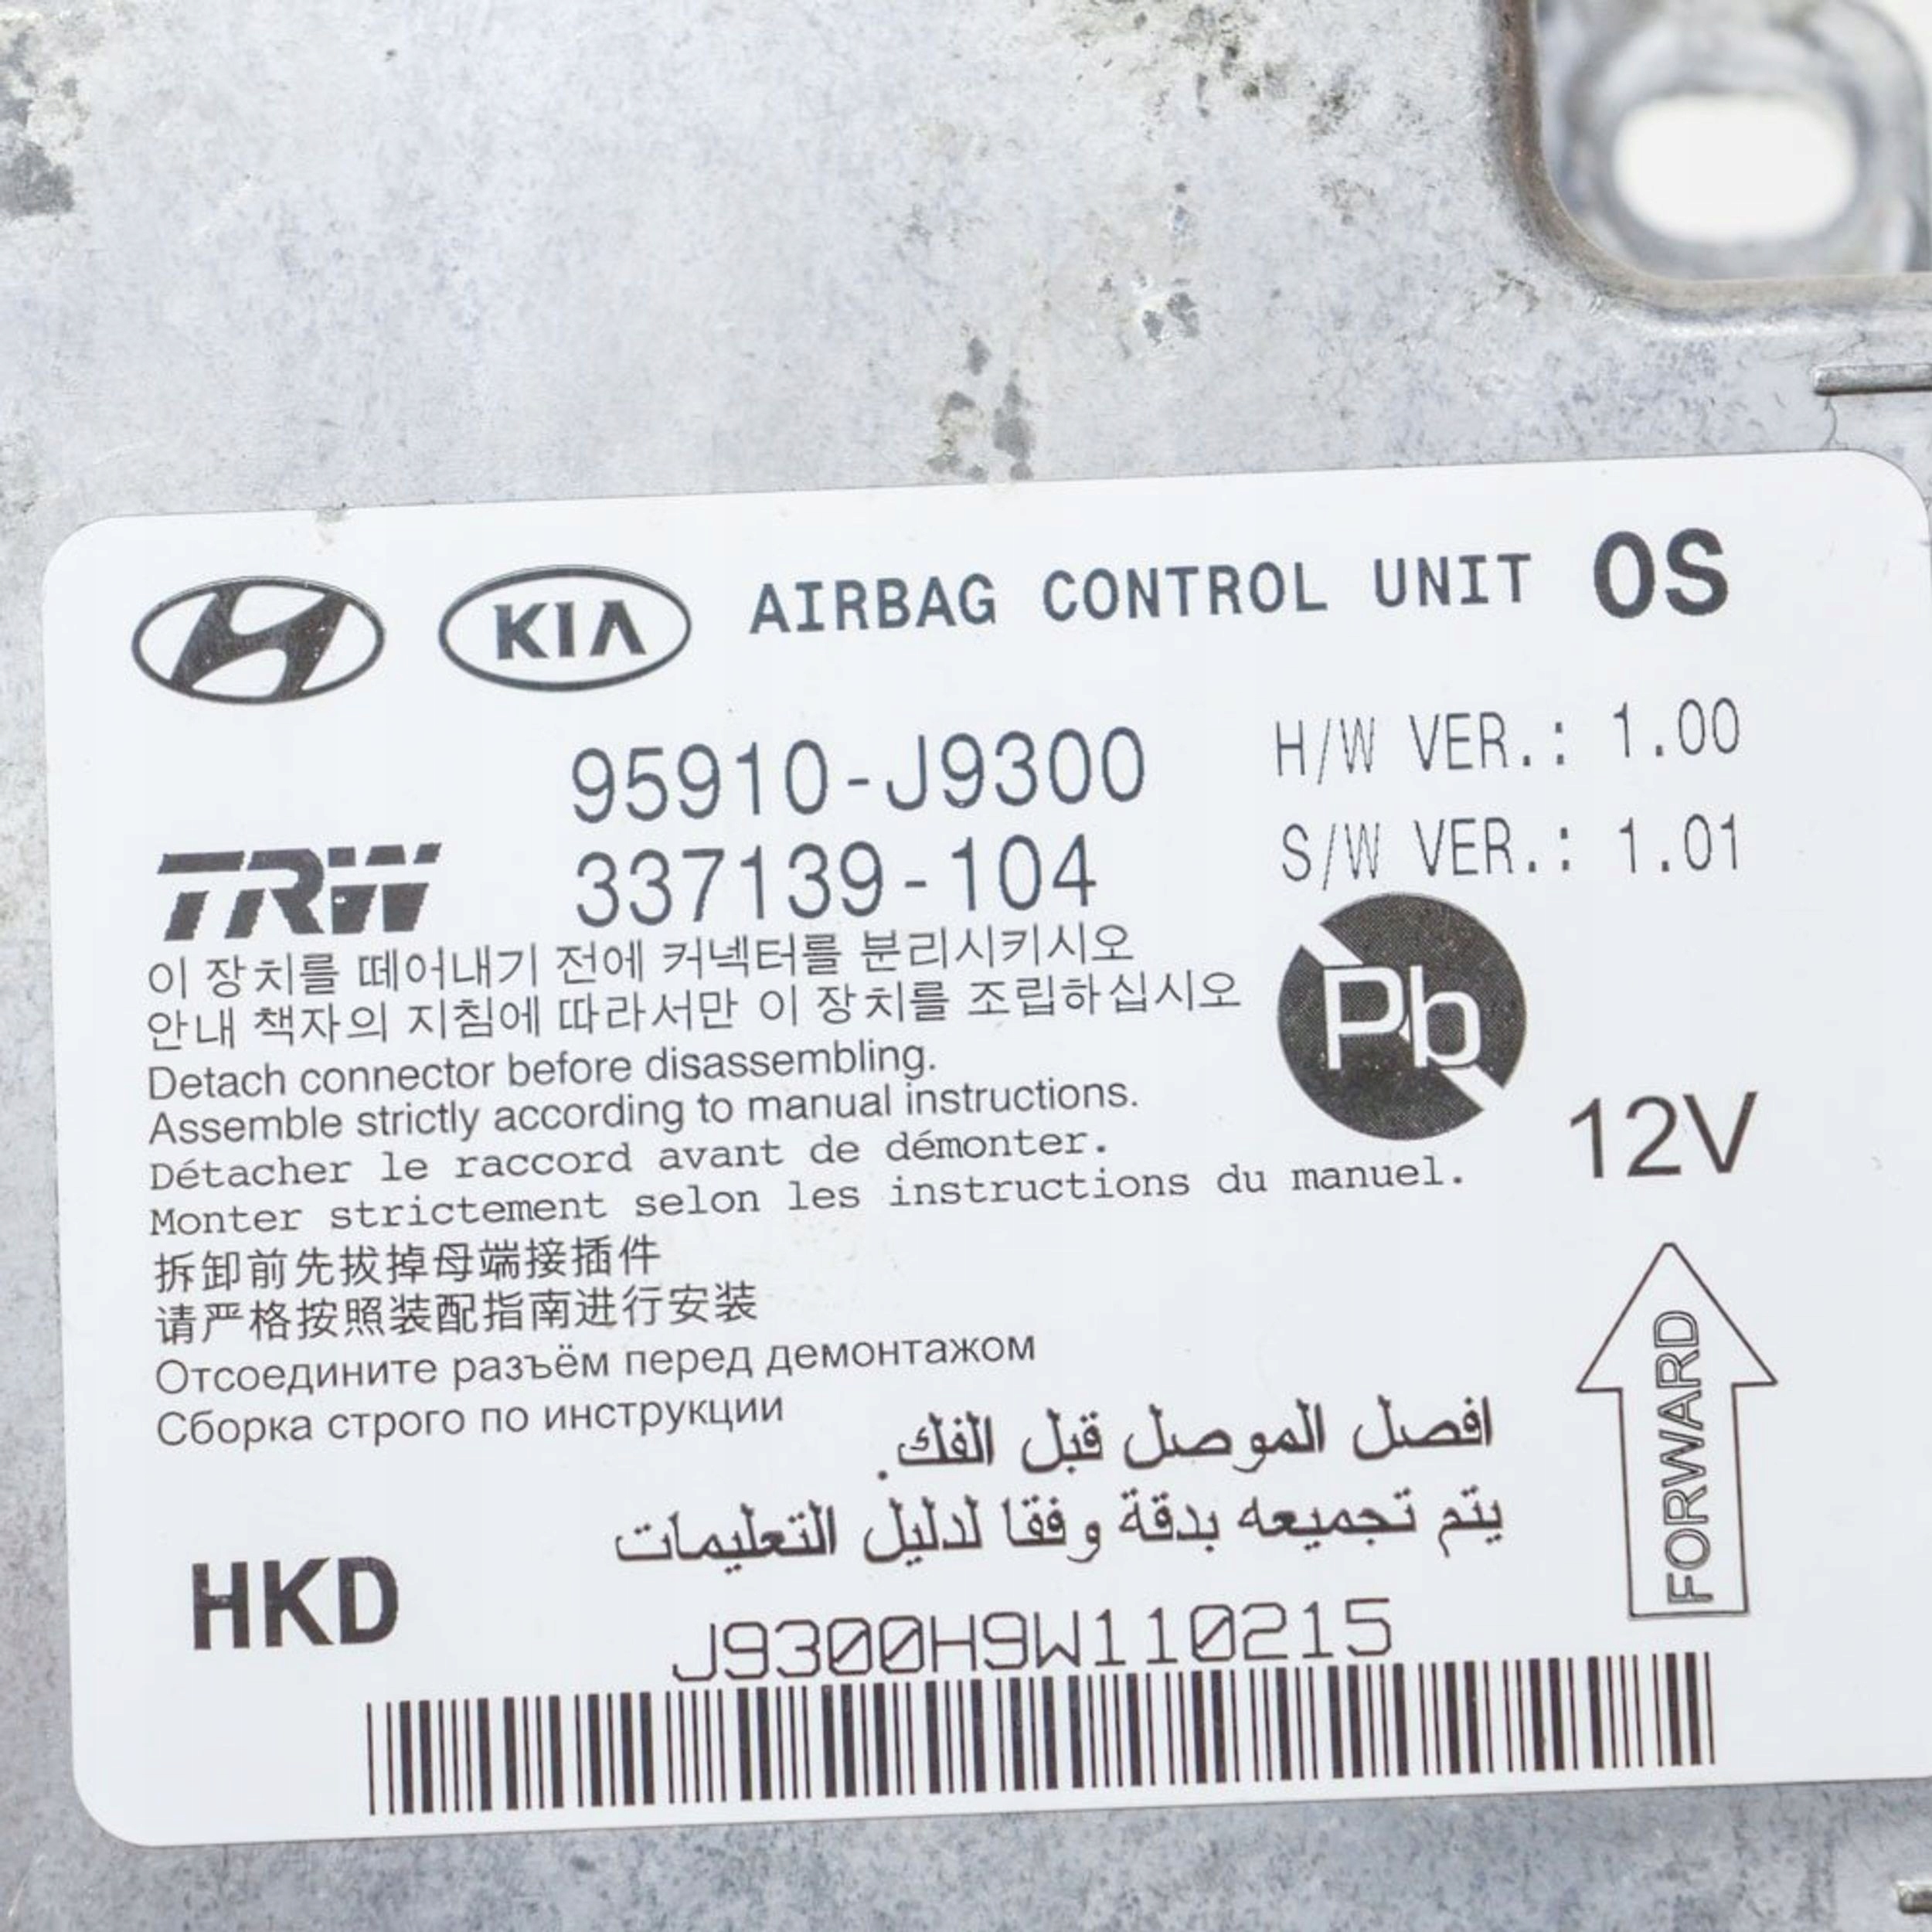 KIA AIRBAG CONTROL UNIT OS
95910-J9300 H/W VER.: 1.00
TRW 337139-104 S/W VER.: 1.01
이 장치를 떼어내기 전에 커넥터를 분리시키시오
안내 책자의 지침에 따라서만 이 장치를 조립하십시오
Pb
Detach connector before disassembling.
Assemble strictly according to manual instructions.
12V
Détacher le raccord avant de démonter.
Monter strictement selon les instructions du manuel.
拆卸前先拔掉母端接插件
请严格按照装配指南进行安装
Отсоедините разъём перед демонтажом
Сборка строго по инструкции
افصل الموصل قبل الفك.
يتم تجميعه بدقة وفقا لدليل التعليمات
FORWARD
HKD
J9300H9W110215